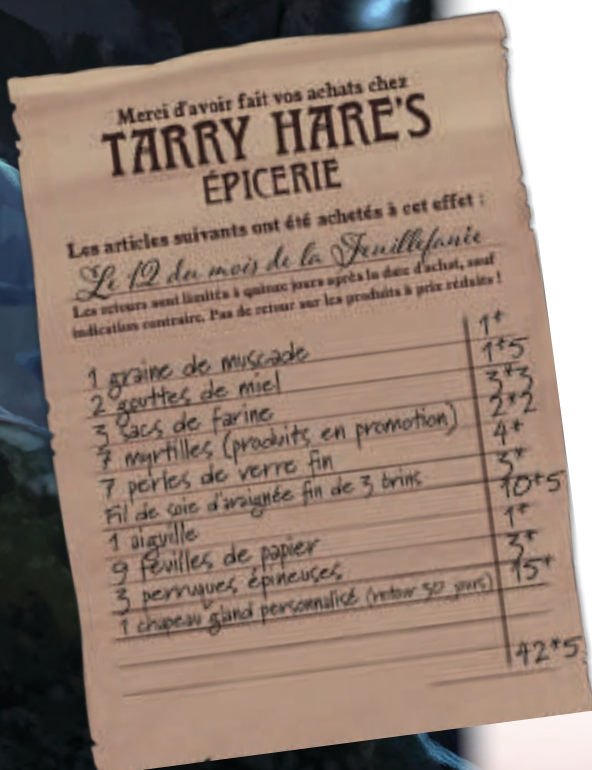 Merci d'avoir fait vos achats chez
TARRY HARE'S
ÉPICERIE
Les articles suivants ont été achetés à cet effet :
Le 12 du mois de la Feuillefanie
Les retours sont limités à quinze jours après la date d'achat, sauf
indication contraire. Pas de retour sur les produits à prix réduits !
1 graine de muscade 1+
2 gouttes de miel 1+5
3 sacs de farine 3+3
7 myrtilles (produits en promotion) 2+2
7 perles de verre fin 4+
Fil de soie d'araignée fin de 3 brins 3+
1 aiguille 10+5
9 feuilles de papier 1+
3 perruques épineuses 3+
1 chapeau gland personnalisé (retour jours) 15+
42+5